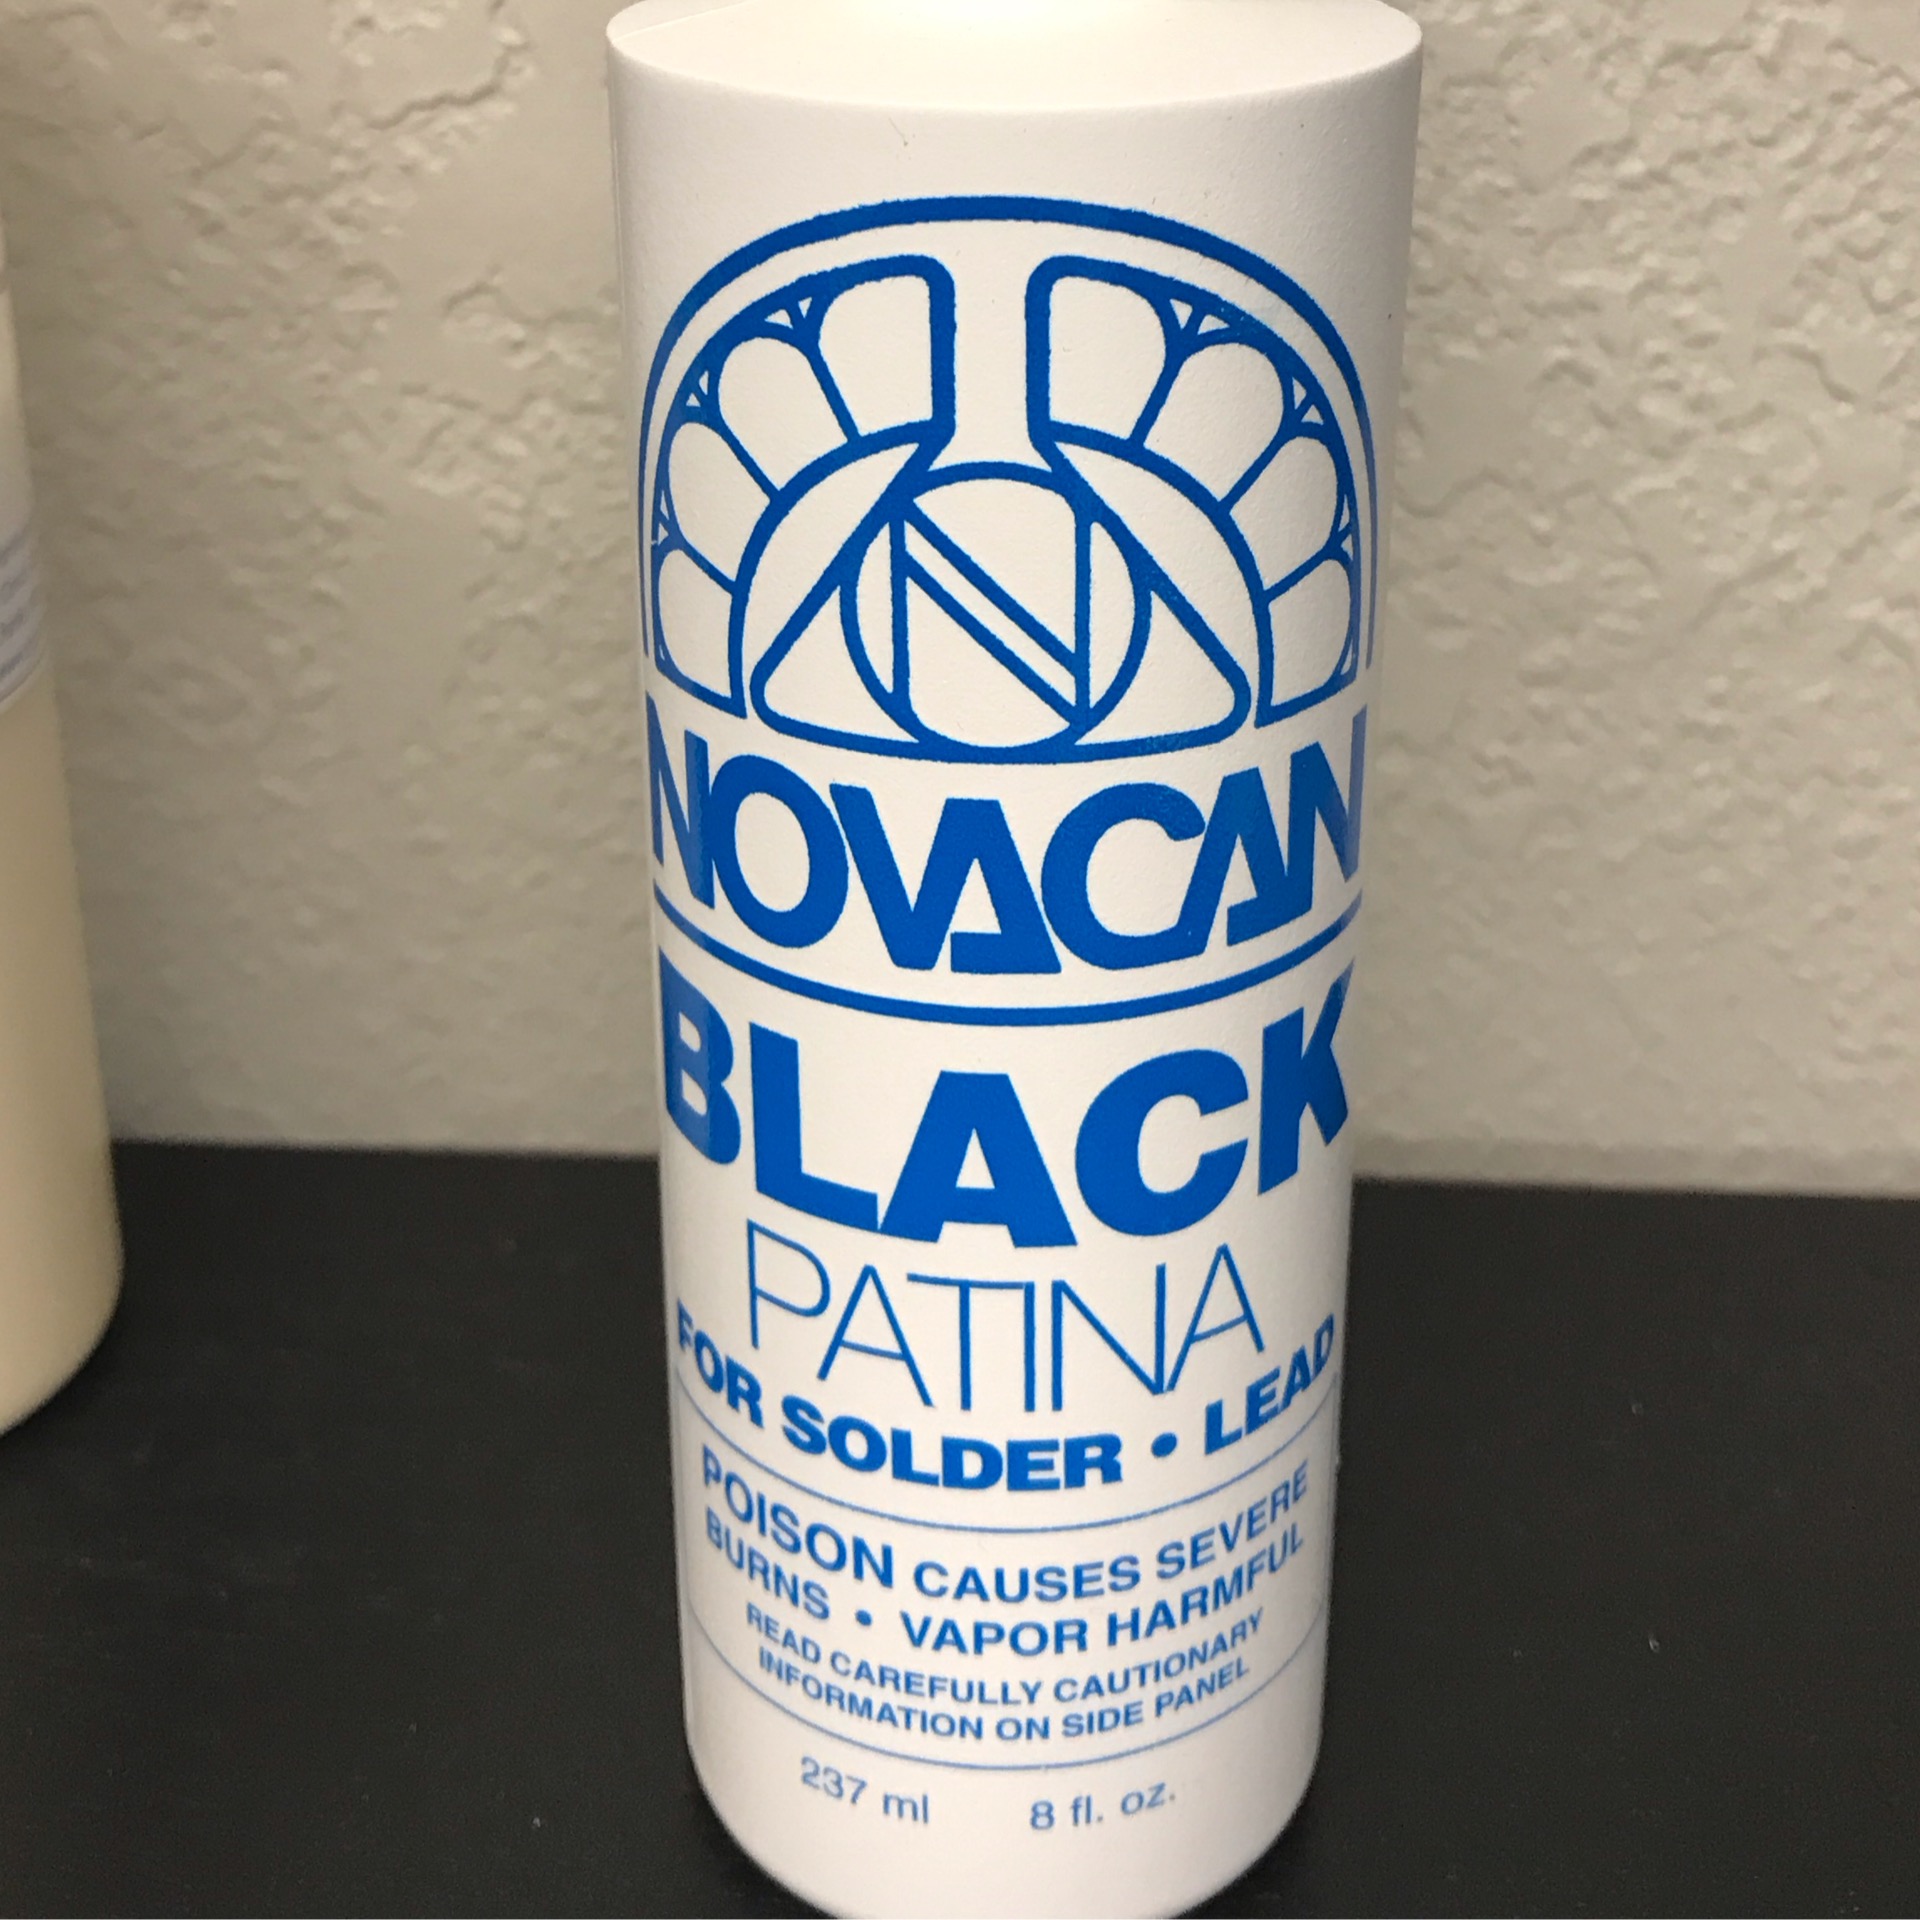 N
NOVACAN
BLACK
PATINA
FOR SOLDER • LEAD
POISON CAUSES SEVERE
BURNS • VAPOR HARMFUL
READ CAREFULLY CAUTIONARY
INFORMATION ON SIDE PANEL
237 ml 8 fl. oz.